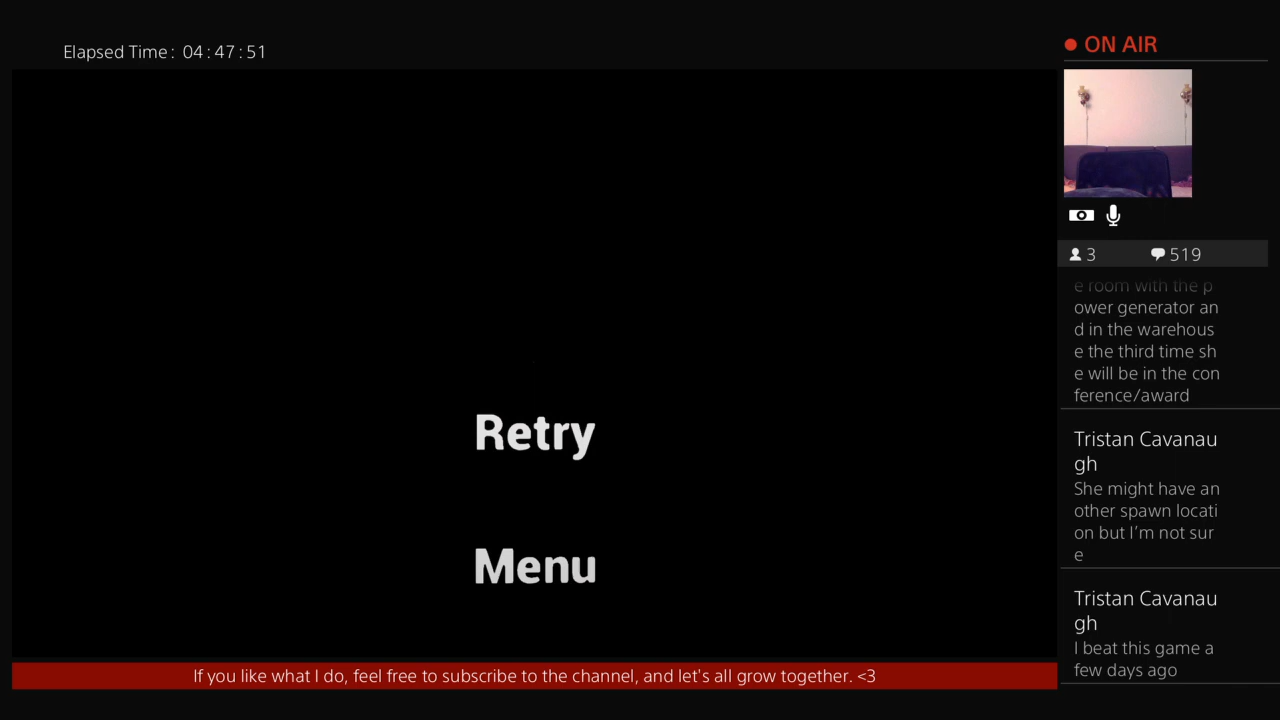 Elapsed Time: 04:47:51
ON AIR
3 519
e room with the p
ower generator an
d in the warehous
e the third time sh
e will be in the con
ference/award
Tristan Cavanau
gh
She might have an
other spawn locati
on but I'm not sur
e
Tristan Cavanau
gh
I beat this game a
few days ago
Retry
Menu
If you like what I do, feel free to subscribe to the channel, and let's all grow together. <3